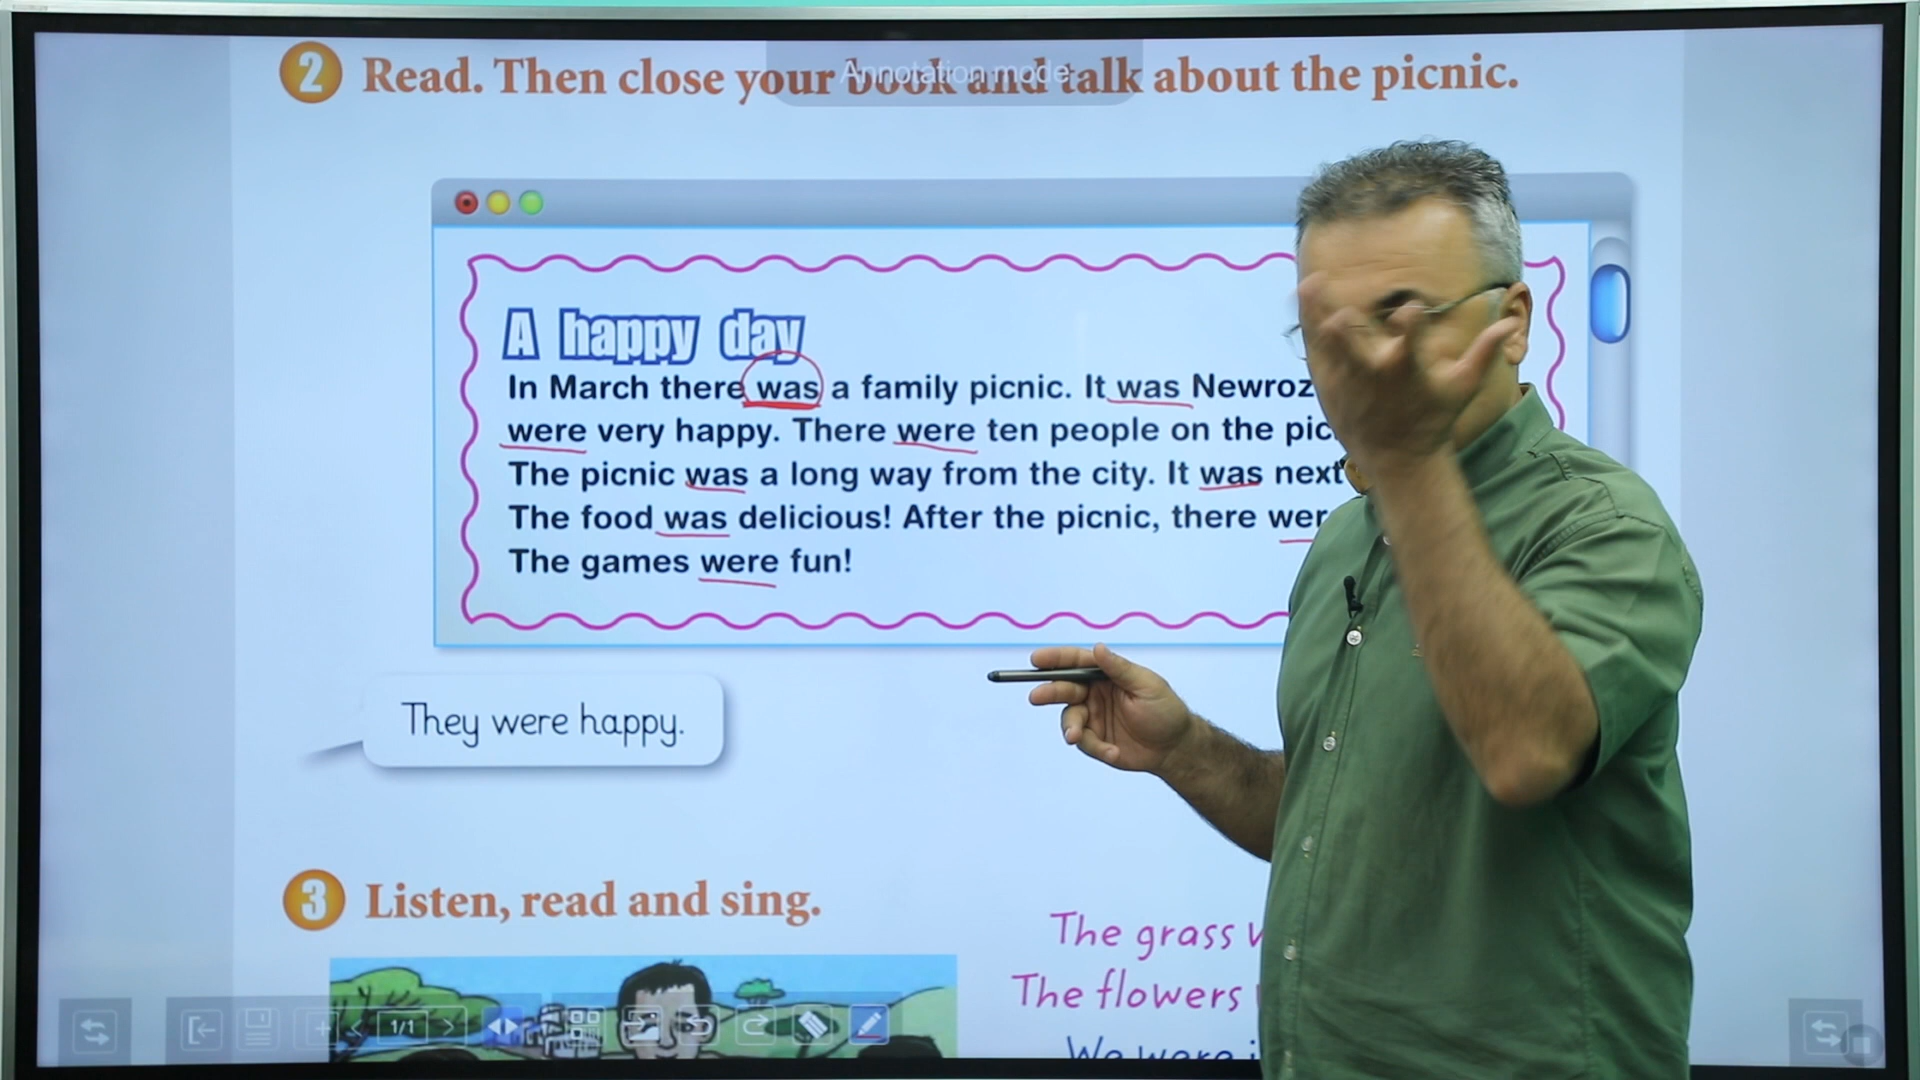 2 Read. Then close your book and talk about the picnic.
Annotation mode
A happy day
In March there was a family picnic. It was Newroz
were very happy. There were ten people on the
The picnic was a long way from the city. It was next
The food was delicious! After the picnic, there
The games were fun!
They were happy.
3 Listen, read and sing.
The grass
The flowers
We were
1/1